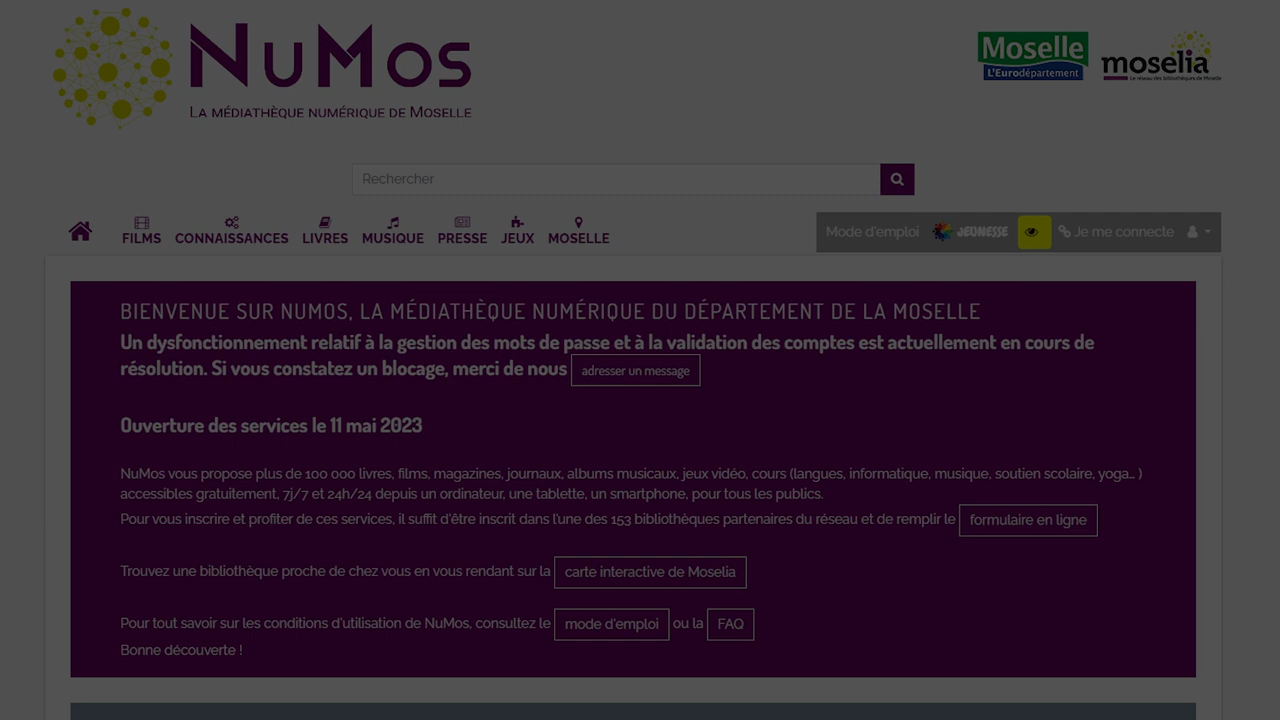 NuMos
La médiathèque numérique de Moselle
Moselle
L'Eurodépartement
moselia
Le réseau des bibliothèques de Moselle
Rechercher
FILMS CONNAISSANCES LIVRES MUSIQUE PRESSE JEUX MOSELLE
Mode d'emploi JEUNESSE Je me connecte
BIENVENUE SUR NUMOS, LA MÉDIATHÈQUE NUMÉRIQUE DU DÉPARTEMENT DE LA MOSELLE
Un dysfonctionnement relatif à la gestion des mots de passe et à la validation des comptes est actuellement en cours de
résolution. Si vous constatez un blocage, merci de nous adresser un message
Ouverture des services le 11 mai 2023
NuMos vous propose plus de 100 000 livres, films, magazines, journaux, albums musicaux, jeux vidéo, cours (langues, informatique, musique, soutien scolaire, yoga... )
accessibles gratuitement, 7j/7 et 24h/24 depuis un ordinateur, une tablette, un smartphone, pour tous les publics.
Pour vous inscrire et profiter de ces services, il suffit d'être inscrit dans l'une des 153 bibliothèques partenaires du réseau et de remplir le formulaire en ligne
Trouvez une bibliothèque proche de chez vous en vous rendant sur la carte interactive de Moselia
Pour tout savoir sur les conditions d'utilisation de NuMos, consultez le mode d'emploi ou la FAQ
Bonne découverte !